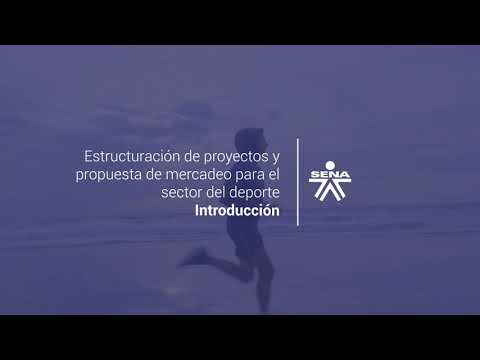 Estructuración de proyectos y
propuesta de mercadeo para el
sector del deporte
Introducción
SENA